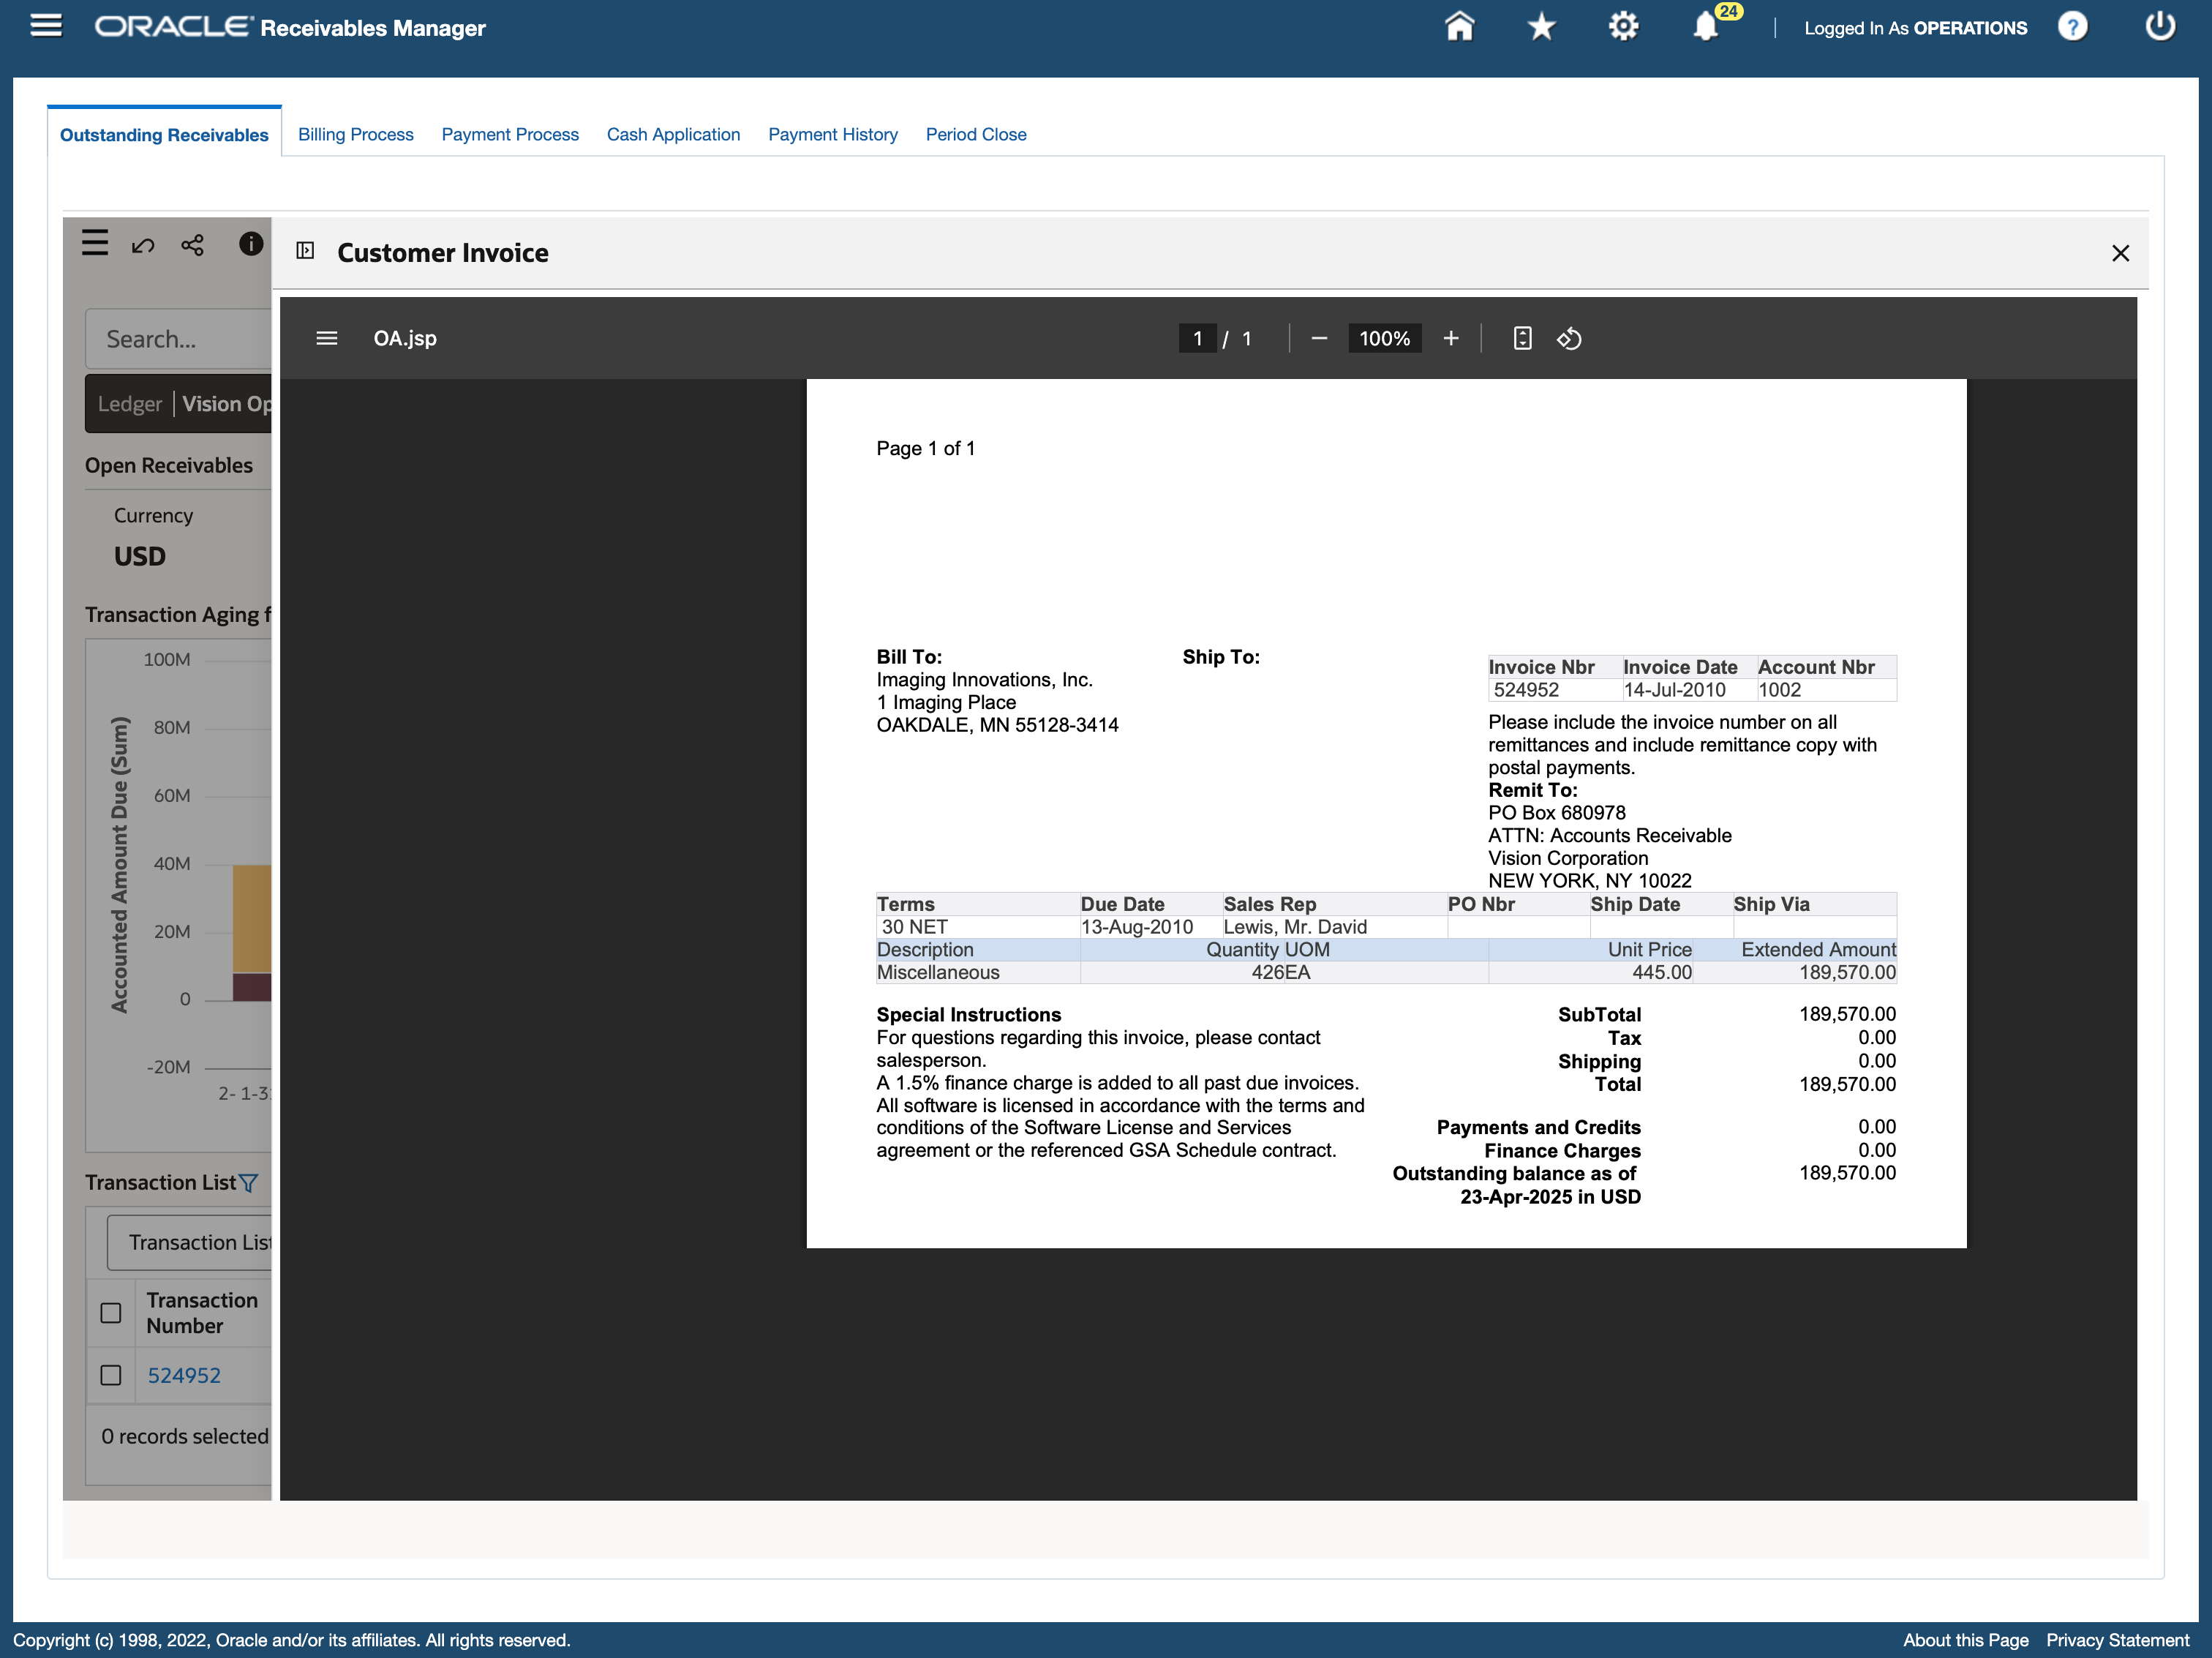 ORACLE Receivables Manager
24
Logged In As OPERATIONS
?
Outstanding Receivables Billing Process Payment Process Cash Application Payment History Period Close
Customer Invoice
Search...
Ledger Vision Op
Open Receivables
Currency
USD
Transaction Aging f
100M
80M
60M
40M
20M
0
-20M
Accounted Amount Due (Sum)
2- 1-3
Transaction List
Transaction List
Transaction
Number
524952
0 records selected
OA.jsp
1 / 1
100%
Page 1 of 1
Bill To:
Imaging Innovations, Inc.
1 Imaging Place
OAKDALE, MN 55128-3414
Ship To:
Invoice Nbr Invoice Date Account Nbr
524952 14-Jul-2010 1002
Please include the invoice number on all
remittances and include remittance copy with
postal payments.
Remit To:
PO Box 680978
ATTN: Accounts Receivable
Vision Corporation
NEW YORK, NY 10022
Terms Due Date Sales Rep PO Nbr Ship Date Ship Via
30 NET 13-Aug-2010 Lewis, Mr. David
Description Quantity UOM Unit Price Extended Amount
Miscellaneous 426EA 445.00 189,570.00
Special Instructions
For questions regarding this invoice, please contact
salesperson.
A 1.5% finance charge is added to all past due invoices.
All software is licensed in accordance with the terms and
conditions of the Software License and Services
agreement or the referenced GSA Schedule contract.
SubTotal 189,570.00
Tax 0.00
Shipping 0.00
Total 189,570.00
Payments and Credits 0.00
Finance Charges 0.00
Outstanding balance as of 189,570.00
23-Apr-2025 in USD
Copyright (c) 1998, 2022, Oracle and/or its affiliates. All rights reserved.
About this Page Privacy Statement